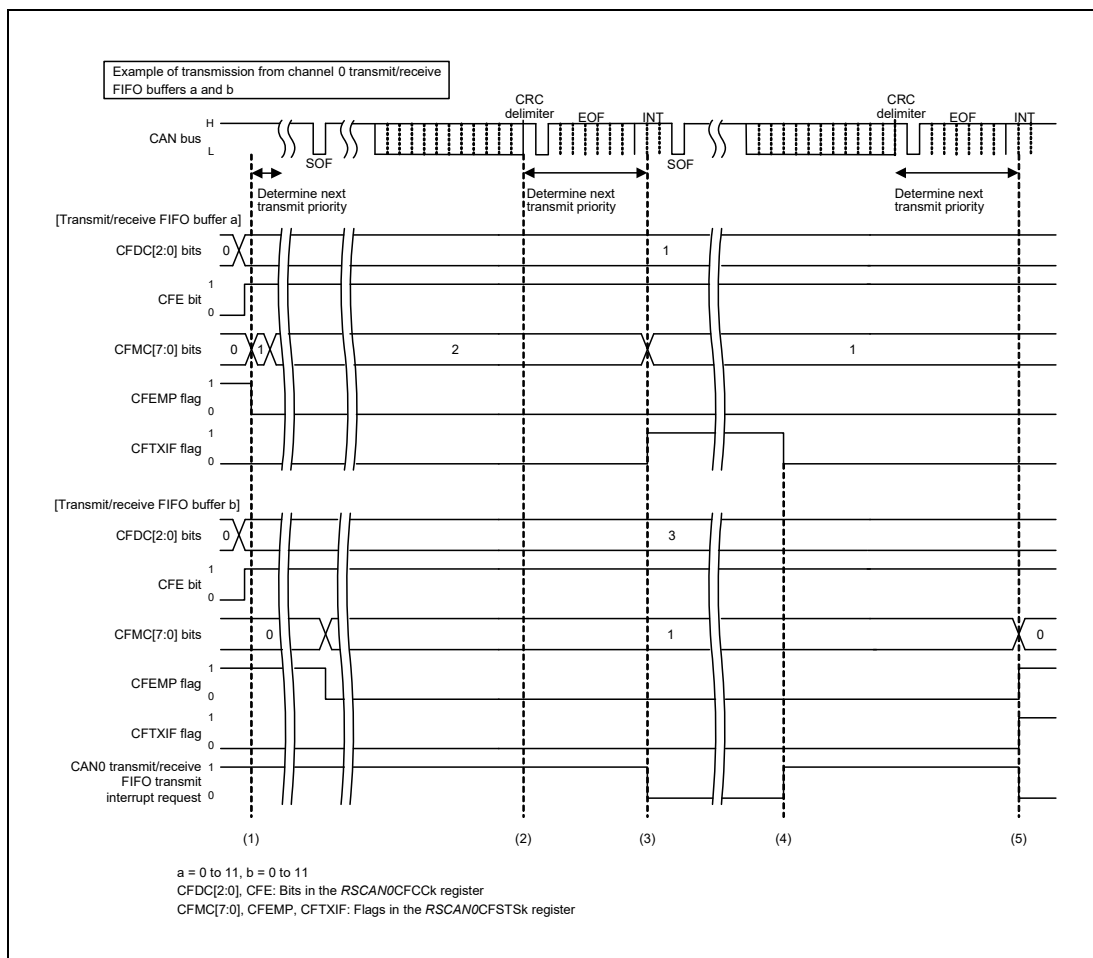 Example of transmission from channel 0 transmit/receive
FIFO buffers a and b
CRC
delimiter
EOF
INT
CRC
delimiter
EOF
INT
H
CAN bus
L
SOF
SOF
Determine next
transmit priority
Determine next
transmit priority
Determine next
transmit priority
[Transmit/receive FIFO buffer a]
CFDC[2:0] bits
0
1
1
CFE bit
0
CFMC[7:0] bits
0
1
2
1
1
CFEMP flag
0
1
CFTXIF flag
0
[Transmit/receive FIFO buffer b]
CFDC[2:0] bits
0
3
1
CFE bit
0
CFMC[7:0] bits
0
1
0
1
CFEMP flag
0
1
CFTXIF flag
0
CAN0 transmit/receive
1
FIFO transmit
interrupt request
0
(1)
(2)
(3)
(4)
(5)
a = 0 to 11, b = 0 to 11
CFDC[2:0], CFE: Bits in the RSCAN0CFCCk register
CFMC[7:0], CFEMP, CFTXIF: Flags in the RSCAN0CFSTSk register